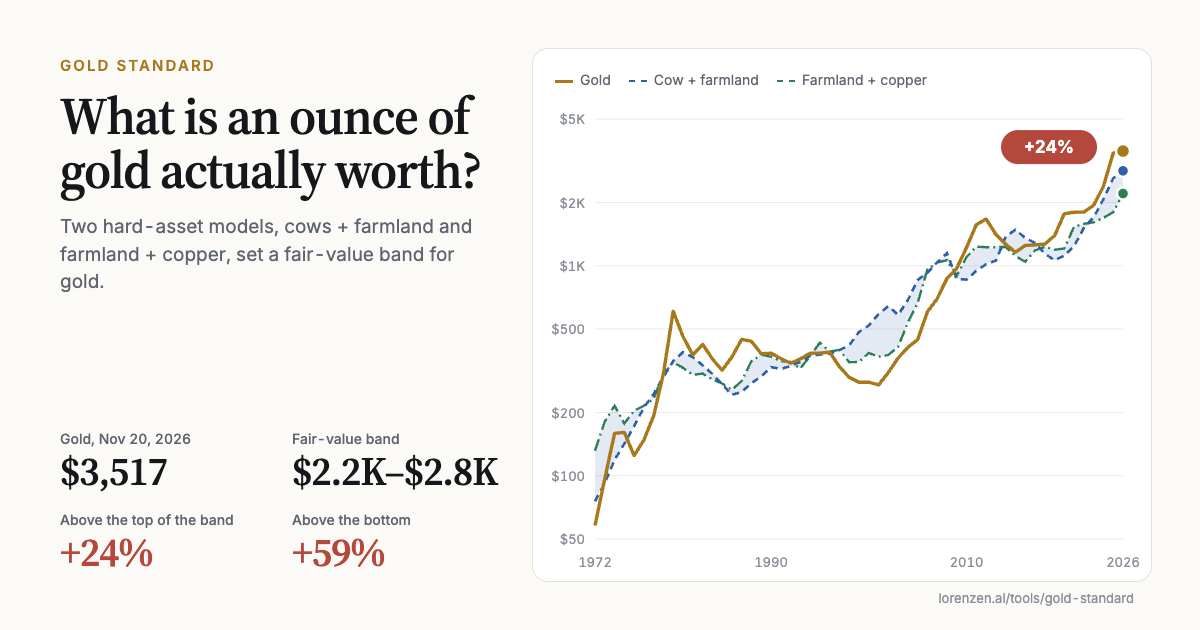 GOLD STANDARD
What is an ounce of
gold actually worth?
Two hard-asset models, cows + farmland and
farmland + copper, set a fair-value band for
gold.
Gold, Nov 20, 2026
$3,517
Fair-value band
$2.2K–$2.8K
Above the top of the band
+24%
Above the bottom
+59%
Gold
Cow + farmland
Farmland + copper
+24%
$5K
$2K
$1K
$500
$200
$100
$50
1972
1990
2010
2026
lorenzen.ai/tools/gold-standard